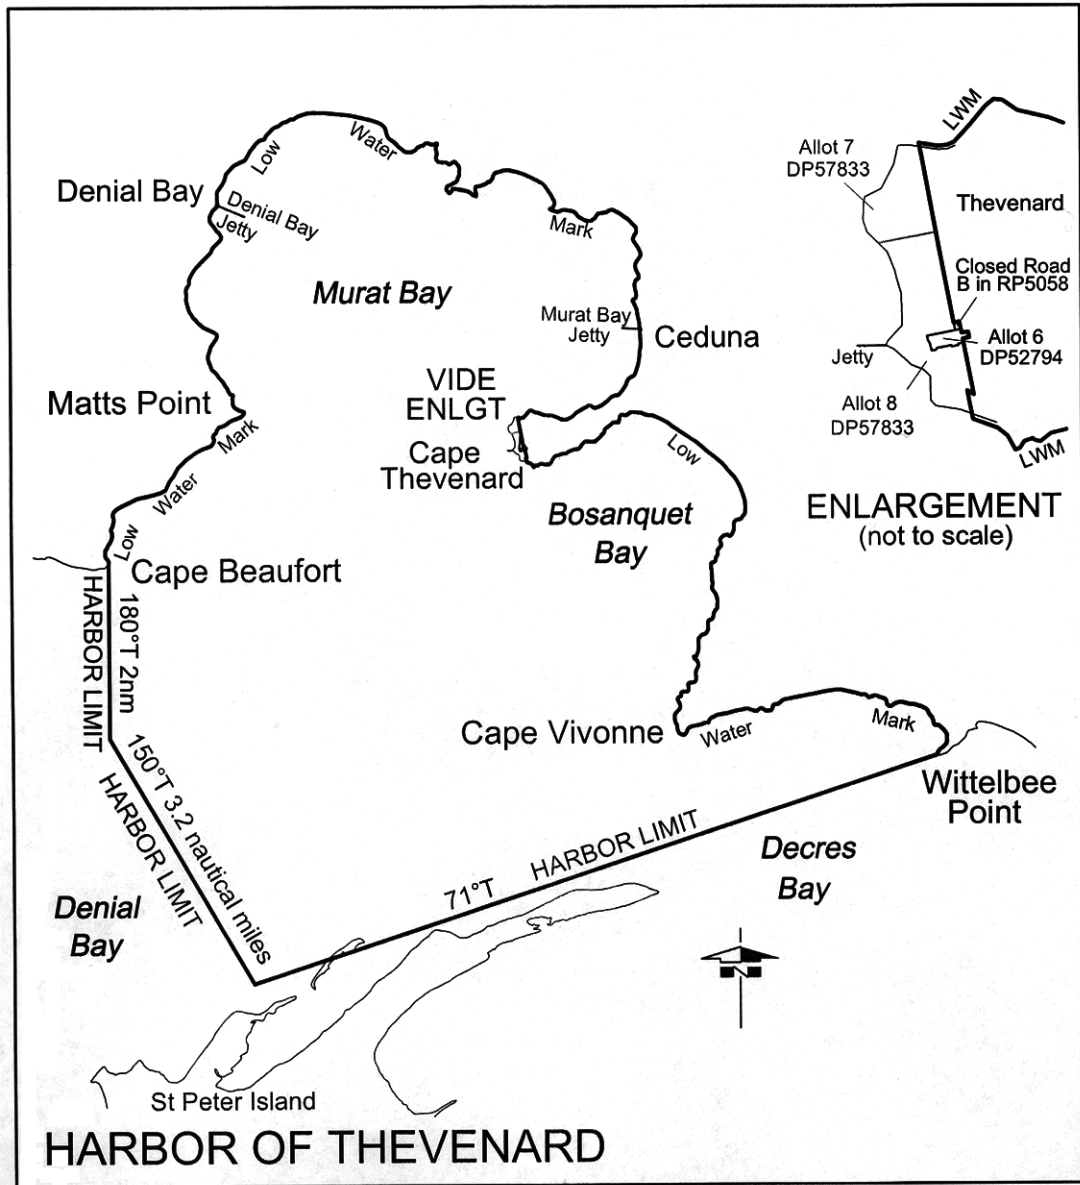 Low
Water
Mark
Denial Bay
Denial Bay
Jetty
Murat Bay
Murat Bay
Jetty
Ceduna
VIDE
ENLGT
Cape
Thevenard
Matts Point
Mark
Water
Low
Cape Beaufort
Low
Bosanquet
Bay
HARBOR LIMIT
180°T 2nm
Cape Vivonne
Water
Mark
Wittelbee
Point
150°T 3.2 nautical miles
HARBOR LIMIT
71°T HARBOR LIMIT
Decres
Bay
Denial
Bay
N
St Peter Island
HARBOR OF THEVENARD
LWM
Allot 7
DP57833
Thevenard
Closed Road
B in RP5058
Allot 6
DP52794
Jetty
Allot 8
DP57833
LWM
ENLARGEMENT
(not to scale)